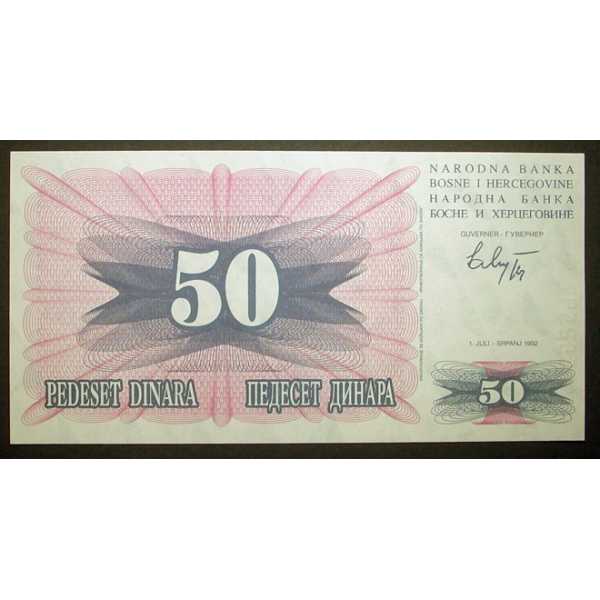 NARODNA BANKA
BOSNE I HERCEGOVINE
НАРОДНА БАНКА
БОСНЕ И ХЕРЦЕГОВИНЕ
GUVERNER - ГУВЕРНЕР
50
1. JULI - SRPANJ 1992
PEDESET DINARA ПЕДЕСЕТ ДИНАРА
50